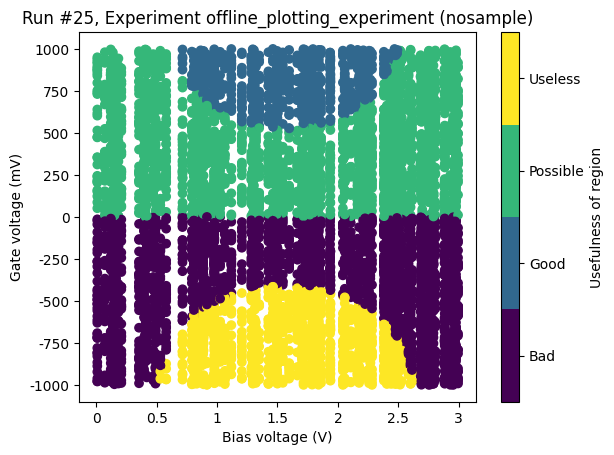 Run #25, Experiment offline_plotting_experiment (nosample)
1000
750
500
250
0
-250
-500
-750
-1000
Gate voltage (mV)
0
0.5
1
1.5
2
2.5
3
Bias voltage (V)
Useless
Possible
Good
Bad
Usefulness of region